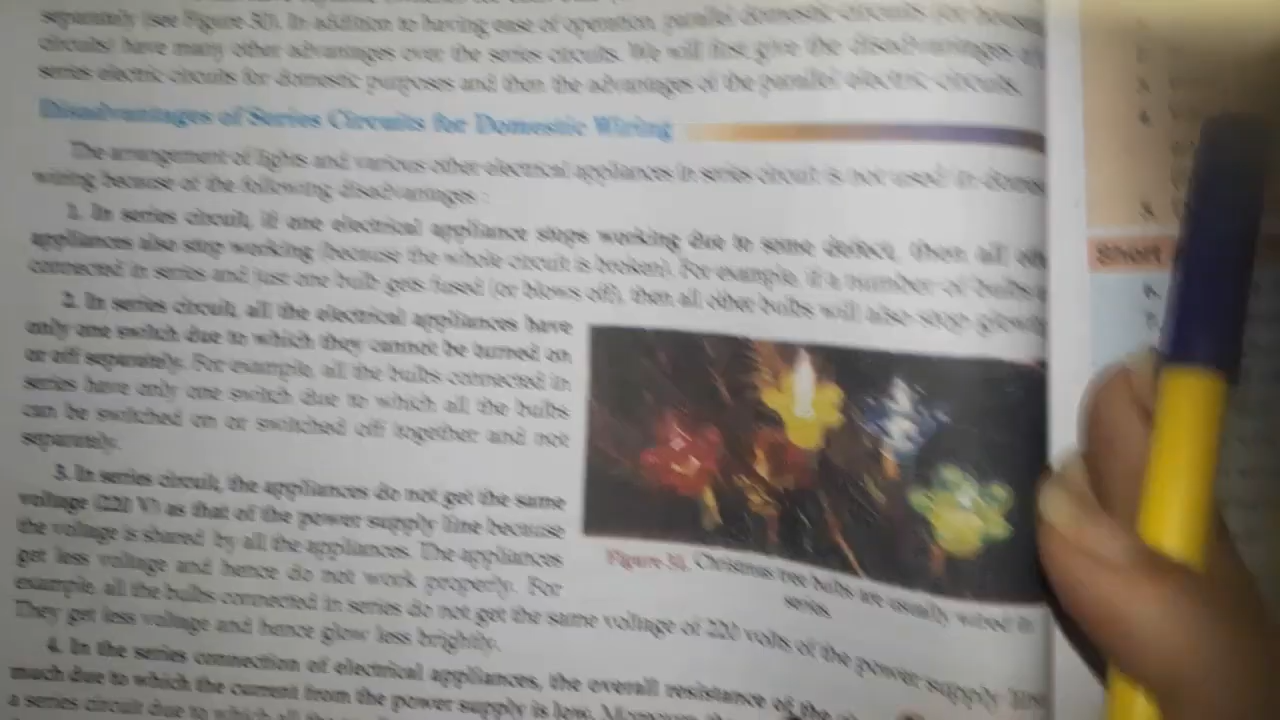 separately (see Figure 30). In addition to having ease of operation, parallel domestic circuits
circuits) have many other advantages over the series circuits. We will first give the disadvantages of
series electric circuits for domestic purposes and then the advantages of the parallel electric circuits.
Disadvantages of Series Circuits for Domestic Wiring
The arrangement of lights and various other electrical appliances in series circuit is not used in
wiring because of the following disadvantages :
1. In series circuit, if one electrical appliance stops working due to some defect, then all
appliances also stop working (because the whole circuit is broken). For example, if a number of bulbs
connected in series and just one bulb gets fused (or blows off), then all other bulbs will also stop
2. In series circuit, all the electrical appliances have
only one switch due to which they cannot be turned on
or off separately. For example, all the bulbs connected in
series have only one switch due to which all the bulbs
can be switched on or switched off together and not
separately.
3. In series circuit, the appliances do not get the same
voltage (220 V) as that of the power supply line because
the voltage is shared by all the appliances. The appliances
get less voltage and hence do not work properly. For
example, all the bulbs connected in series do not get the same voltage of 220 volts of the power supply
They get less voltage and hence glow less brightly.
4. In the series connection of electrical appliances, the overall resistance of the
much due to which the current from the power supply is low. Moreover
a series circuit due to which all the
Figure 31. Christmas tree bulbs are usually wired in
series
Short